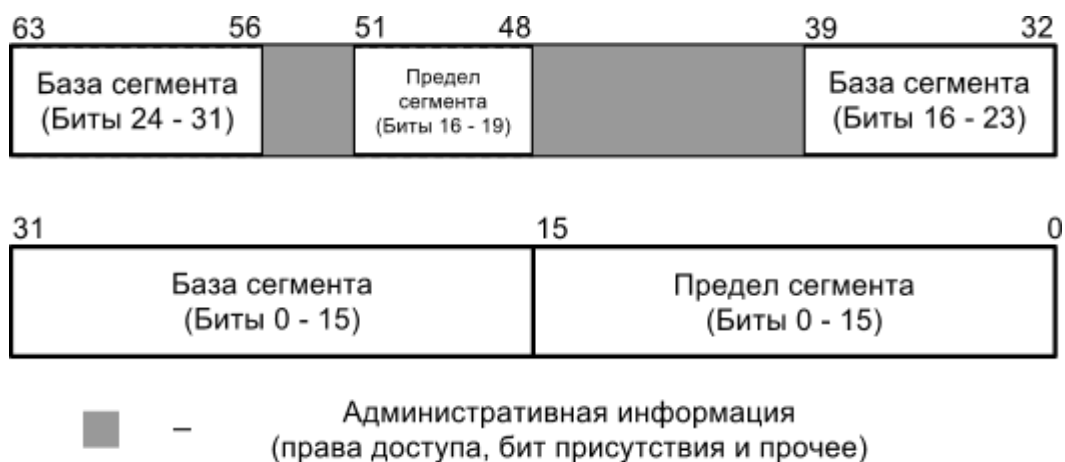 63 56 51 48 39 32
База сегмента
(Биты 24 - 31)
Предел
сегмента
(Биты 16 - 19)
База сегмента
(Биты 16 - 23)
31 15 0
База сегмента
(Биты 0 - 15)
Предел сегмента
(Биты 0 - 15)
– Административная информация
(права доступа, бит присутствия и прочее)